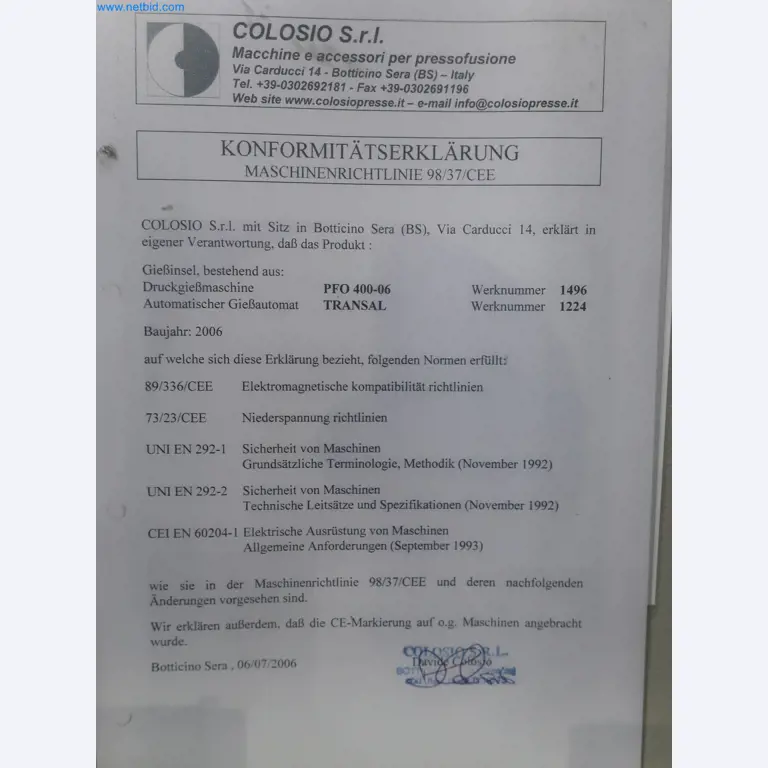 www.netbid.com
COLOSIO S.r.l.
Macchine e accessori per pressofusione
Via Carducci 14 - Botticino Sera (BS) – Italy
Tel. +39-0302692181 - Fax +39-0302691196
Web site www.colosiopresse.it – e-mail info@colosiopresse.it
KONFORMITÄTSERKLÄRUNG
MASCHINENRICHTLINIE 98/37/CEE
COLOSIO S.r.l. mit Sitz in Botticino Sera (BS), Via Carducci 14, erklärt in
eigener Verantwortung, daß das Produkt :
Gießinsel, bestehend aus:
Druckgießmaschine PFO 400-06 Werknummer 1496
Automatischer Gießautomat TRANSAL Werknummer 1224
Baujahr: 2006
auf welche sich diese Erklärung bezieht, folgenden Normen erfüllt:
89/336/CEE Elektromagnetische kompatibilität richtlinien
73/23/CEE Niederspannung richtlinien
UNI EN 292-1 Sicherheit von Maschinen
Grundsätzliche Terminologie, Methodik (November 1992)
UNI EN 292-2 Sicherheit von Maschinen
Technische Leitsätze und Spezifikationen (November 1992)
CEI EN 60204-1 Elektrische Ausrüstung von Maschinen
Allgemeine Anforderungen (September 1993)
wie sie in der Maschinenrichtlinie 98/37/CEE und deren nachfolgenden
Änderungen vorgesehen sind.
Wir erklären außerdem, daß die CE-Markierung auf o.g. Maschinen angebracht
wurde.
COLOSIO S.R.L.
Botticino Sera , 06/07/2006 Davide Colosio